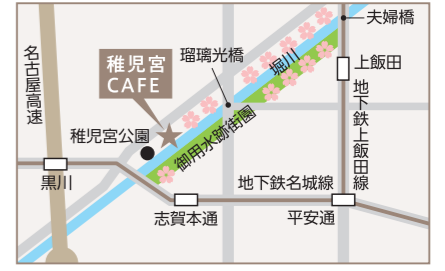 夫婦橋
名古屋高速
稚児宮
CAFE
瑠璃光橋
堀川
上飯田
地下鉄上飯田線
稚児宮公園
御用水跡街園
黒川
地下鉄名城線
志賀本通
平安通